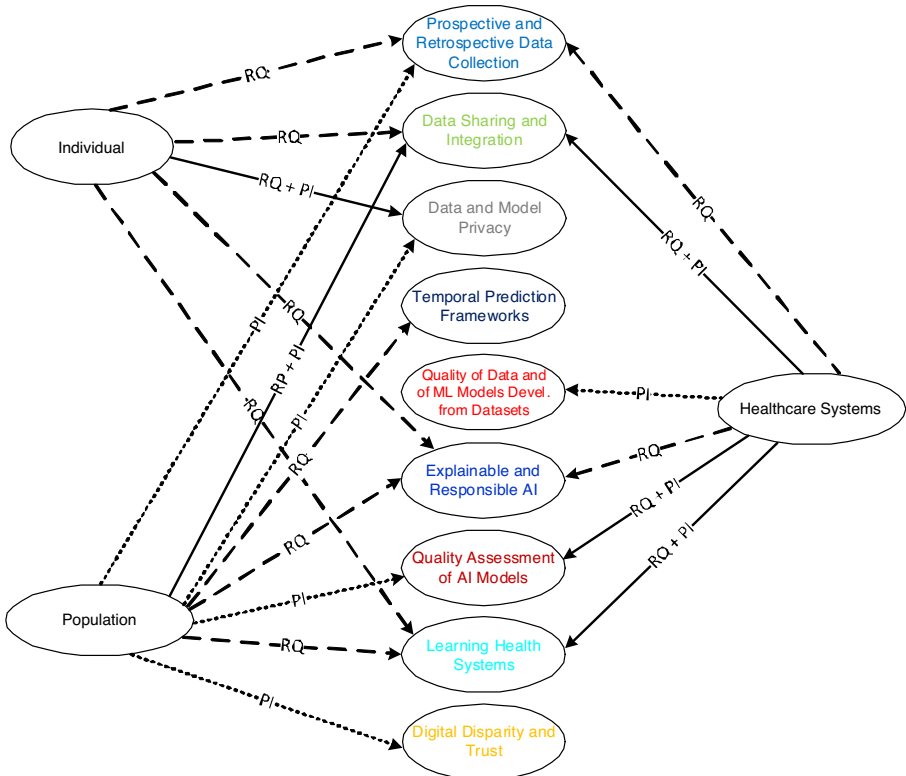 Prospective and
Retrospective Data
Collection
RQ
Individual
RQ
Data Sharing and
Integration
RQ + PI
Data and Model
Privacy
RQ
RQ + PI
Temporal Prediction
Frameworks
RQ
PI
RP + PI
Quality of Data and
of ML Models Devel.
from Datasets
PI
Healthcare Systems
RQ
PI
RQ
Explainable and
Responsible AI
RQ
RQ
RQ + PI
Quality Assessment
of AI Models
RQ + PI
PI
Population
RQ
Learning Health
Systems
PI
Digital Disparity and
Trust